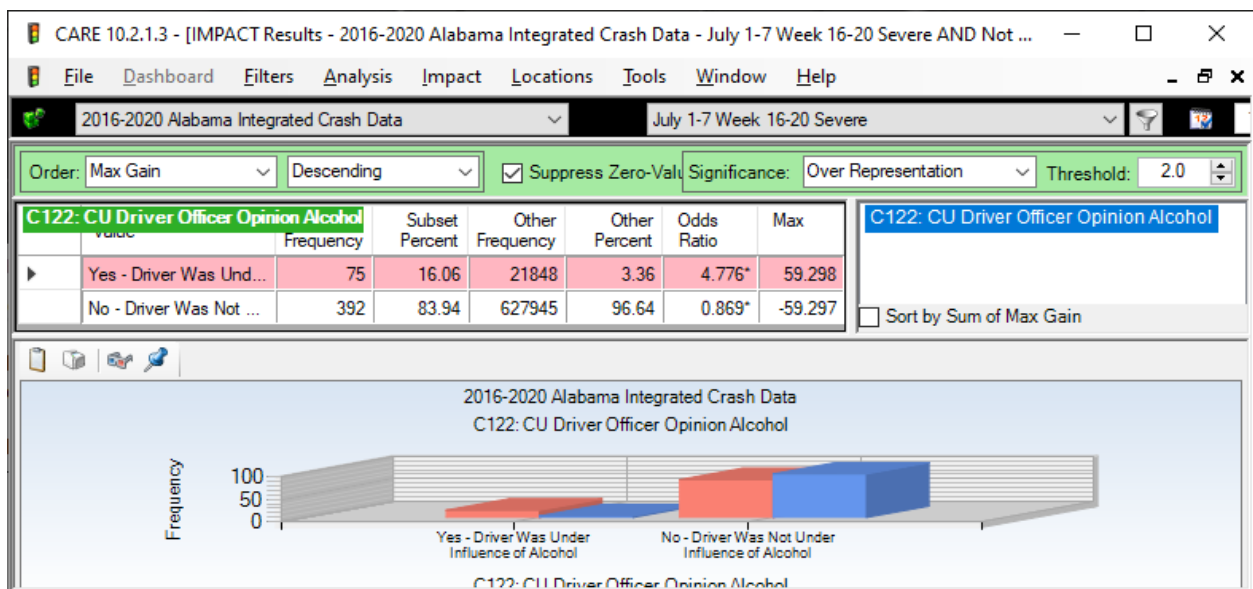 CARE 10.2.1.3 - [IMPACT Results - 2016-2020 Alabama Integrated Crash Data - July 1-7 Week 16-20 Severe AND Not ...
File Dashboard Filters Analysis Impact Locations Tools Window Help
2016-2020 Alabama Integrated Crash Data July 1-7 Week 16-20 Severe
Order: Max Gain Descending Suppress Zero-Valu Significance: Over Representation Threshold: 2.0
C122: CU Driver Officer Opinion Alcohol Subset Other Other Odds Max C122: CU Driver Officer Opinion Alcohol
Value Frequency Percent Frequency Percent Ratio
Yes - Driver Was Und... 75 16.06 21848 3.36 4.776* 59.298
No - Driver Was Not ... 392 83.94 627945 96.64 0.869* -59.297
Sort by Sum of Max Gain
2016-2020 Alabama Integrated Crash Data
C122: CU Driver Officer Opinion Alcohol
Frequency
100
50
0
Yes - Driver Was Under
Influence of Alcohol
No - Driver Was Not Under
Influence of Alcohol
C122: CU Driver Officer Opinion Alcohol